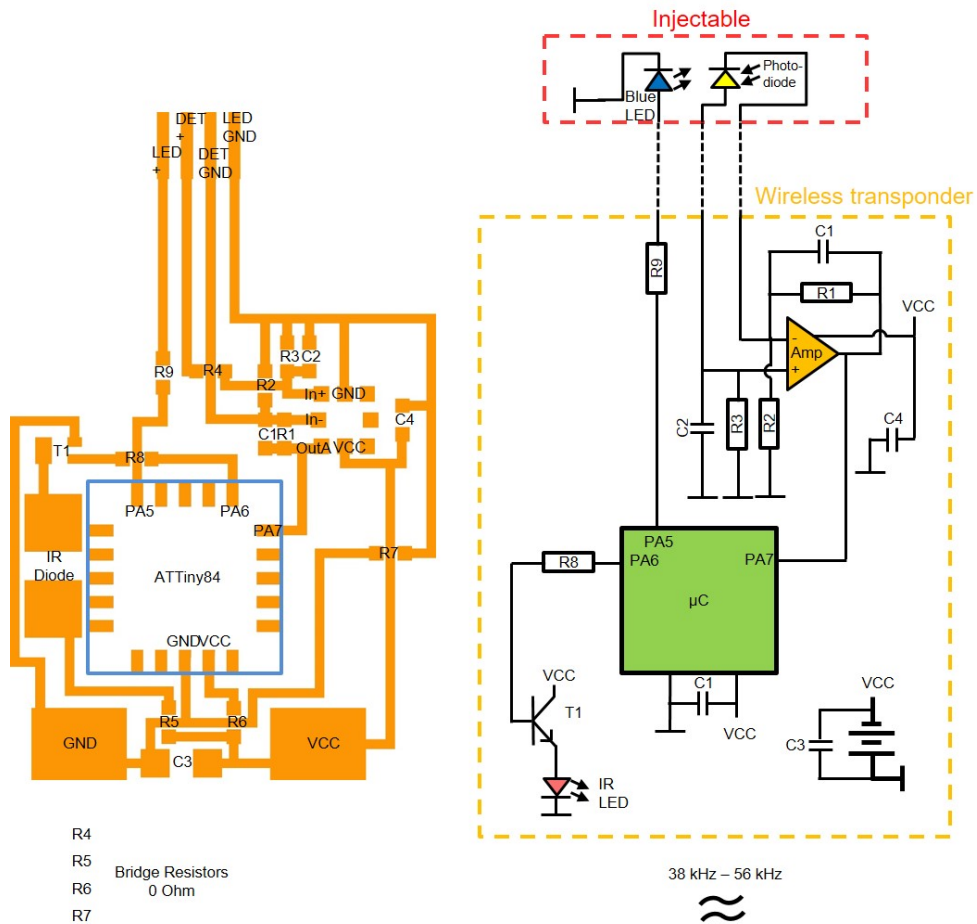 Injectable
Blue
LED
Photo-
diode
Wireless transponder
LED
+
DET
+
DET
GND
LED
GND
R9
R4
R2
R3 C2
In+ GND
In-
C1 R1
OutA VCC
C4
T1
R8
PA5
PA6
PA7
R7
IR
Diode
ATTiny84
GND VCC
R5
R6
GND
C3
VCC
R4
R5
R6
R7
Bridge Resistors
0 Ohm
R9
C1
R1
VCC
-
Amp
+
C2
R3
R2
C4
PA5
PA6
PA7
R8
µC
C1
VCC
VCC
T1
IR
LED
VCC
C3
38 kHz – 56 kHz